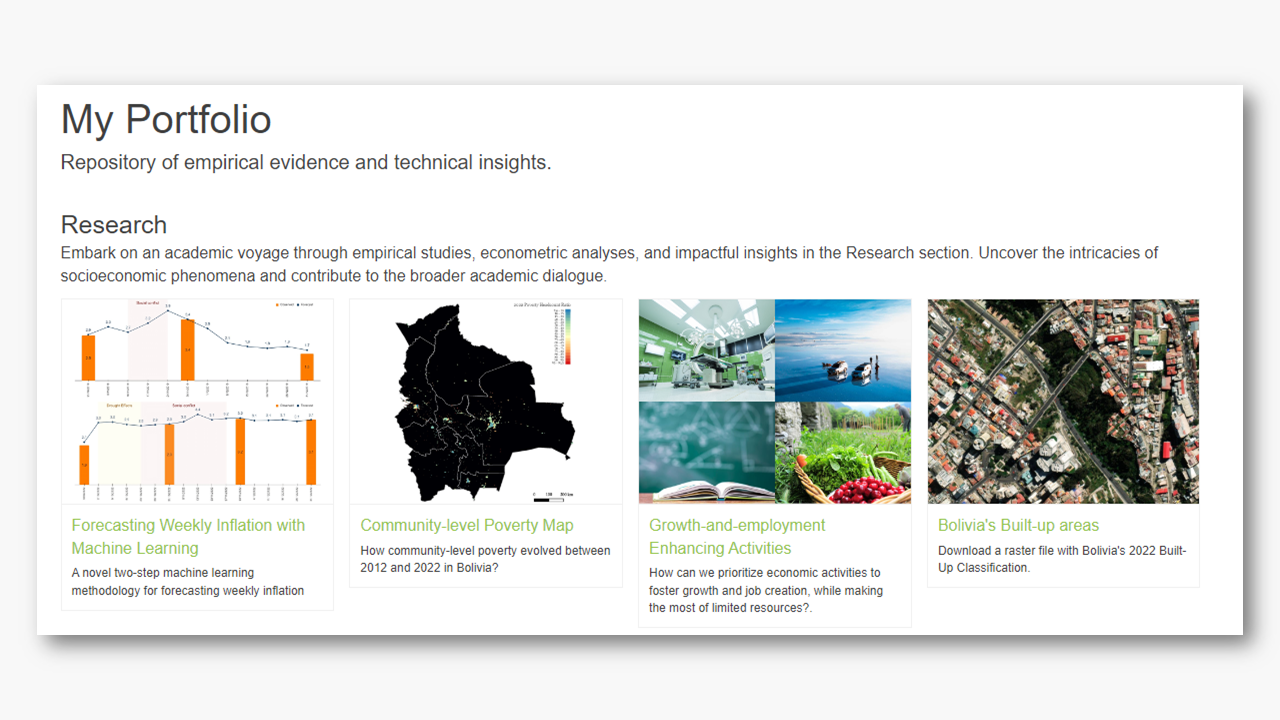 My Portfolio
Repository of empirical evidence and technical insights.
Research
Embark on an academic voyage through empirical studies, econometric analyses, and impactful insights in the Research section. Uncover the intricacies of
socioeconomic phenomena and contribute to the broader academic dialogue.
Forecasting Weekly Inflation with
Machine Learning
A novel two-step machine learning
methodology for forecasting weekly inflation
Community-level Poverty Map
How community-level poverty evolved between
2012 and 2022 in Bolivia?
Growth-and-employment
Enhancing Activities
How can we prioritize economic activities to
foster growth and job creation, while making
the most of limited resources?.
Bolivia's Built-up areas
Download a raster file with Bolivia's 2022 Built-
Up Classification.